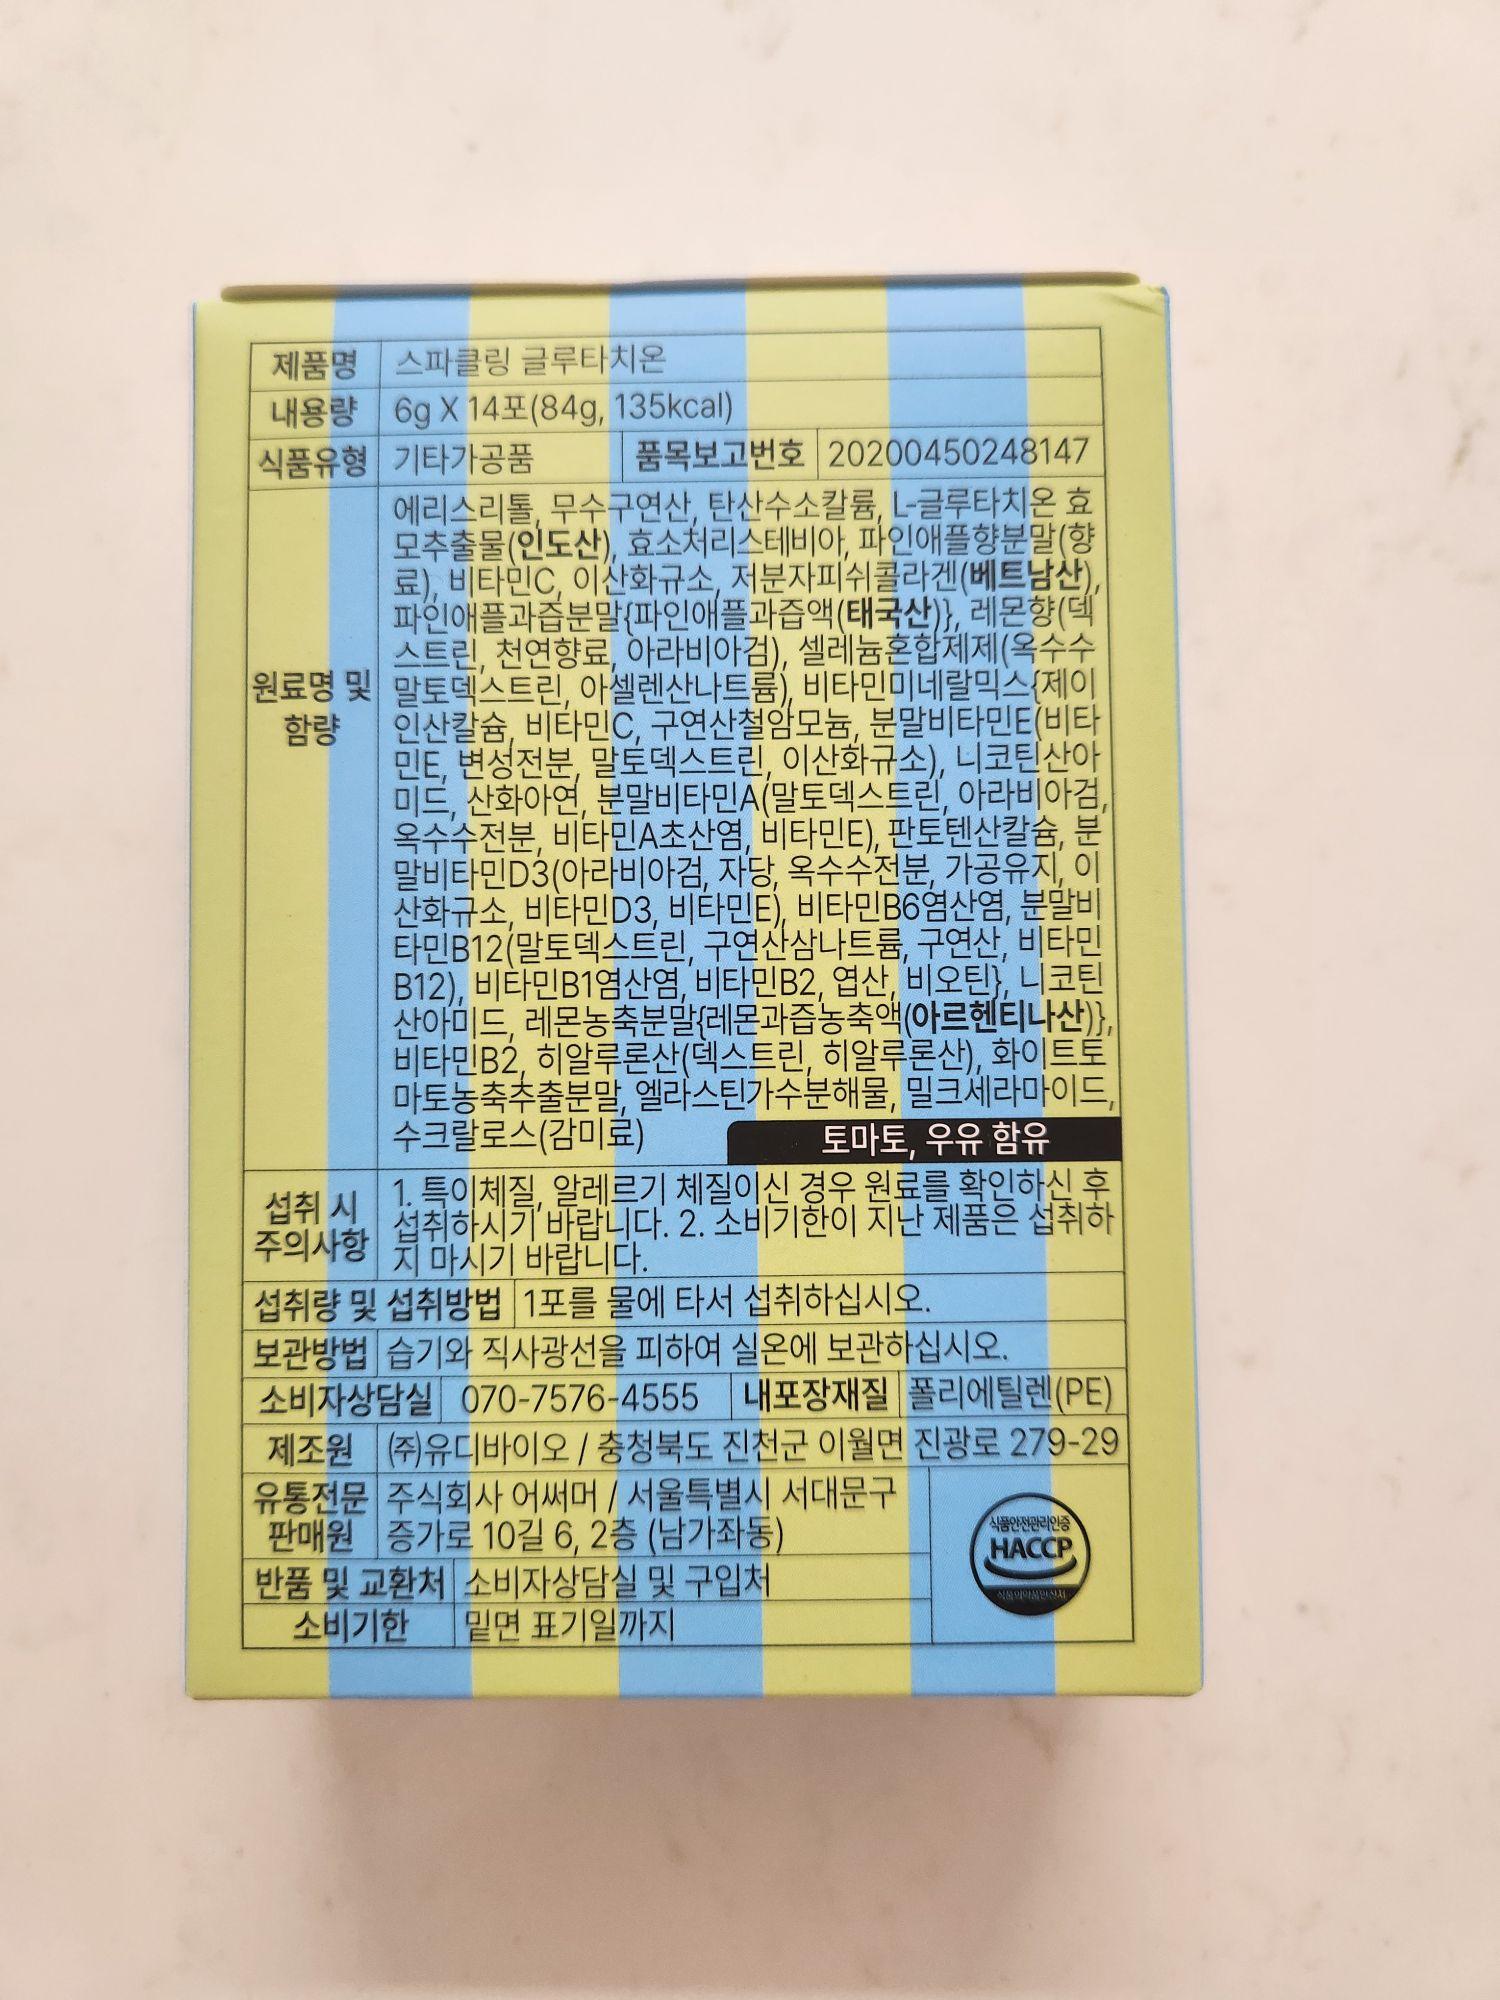 제품명 스파클링 글루타치온
내용량 6g X 14포(84g, 135kcal)
식품유형 기타가공품 품목보고번호 20200450248147
원료명 및 함량
에리스리톨, 무수구연산, 탄산수소칼륨, L-글루타치온 효
모추출물(인도산), 효소처리스테비아, 파인애플향분말(향
료), 비타민C, 이산화규소, 저분자피쉬콜라겐(베트남산),
파인애플과즙분말{파인애플과즙액(태국산)}, 레몬향(덱
스트린, 천연향료, 아라비아검), 셀레늄혼합제제(옥수수
말토덱스트린, 아셀렌산나트륨), 비타민미네랄믹스{제이
인산칼슘, 비타민C, 구연산철암모늄, 분말비타민E(비타
민E, 변성전분, 말토덱스트린, 이산화규소), 니코틴산아
미드, 산화아연, 분말비타민A(말토덱스트린, 아라비아검,
옥수수전분, 비타민A초산염, 비타민E), 판토텐산칼슘, 분
말비타민D3(아라비아검, 자당, 옥수수전분, 가공유지, 이
산화규소, 비타민D3, 비타민E), 비타민B6염산염, 분말비
타민B12(말토덱스트린, 구연산삼나트륨, 구연산, 비타민
B12), 비타민B1염산염, 비타민B2, 엽산, 비오틴}, 니코틴
산아미드, 레몬농축분말{레몬과즙농축액(아르헨티나산)},
비타민B2, 히알루론산(덱스트린, 히알루론산), 화이트토
마토농축추출분말, 엘라스틴가수분해물, 밀크세라마이드,
수크랄로스(감미료) 토마토, 우유 함유
섭취 시 주의사항
1. 특이체질, 알레르기 체질이신 경우 원료를 확인하신 후
섭취하시기 바랍니다. 2. 소비기한이 지난 제품은 섭취하
지 마시기 바랍니다.
섭취량 및 섭취방법 1포를 물에 타서 섭취하십시오.
보관방법 습기와 직사광선을 피하여 실온에 보관하십시오.
소비자상담실 070-7576-4555 내포장재질 폴리에틸렌(PE)
제조원 ㈜유디바이오 / 충청북도 진천군 이월면 진광로 279-29
유통전문 주식회사 어써머 / 서울특별시 서대문구
판매원 증가로 10길 6, 2층 (남가좌동)
반품 및 교환처 소비자상담실 및 구입처
소비기한 밑면 표기일까지
식품안전관리인증
HACCP
식품의약품안전처